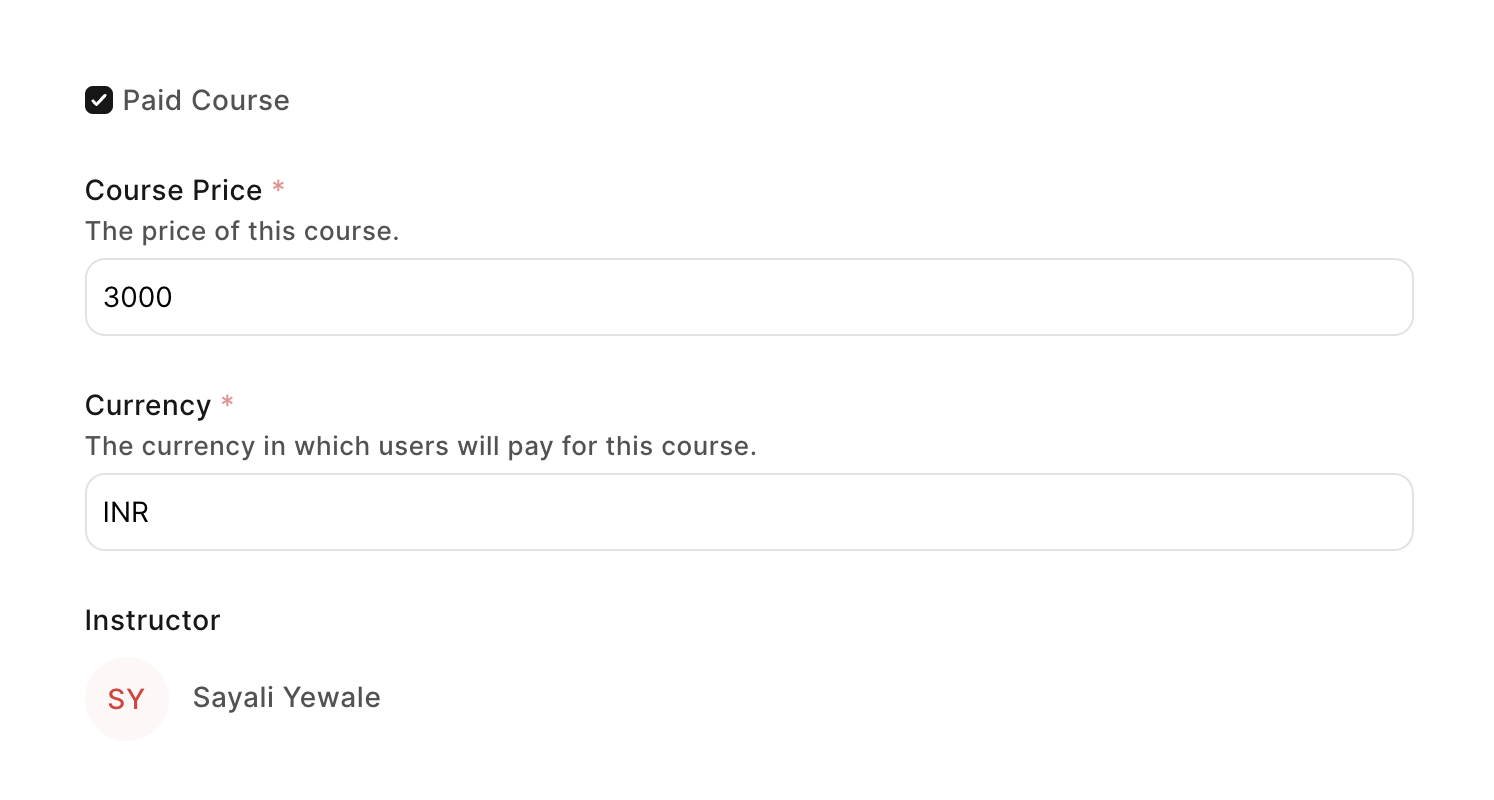 Paid Course
Course Price *
The price of this course.
3000
Currency *
The currency in which users will pay for this course.
INR
Instructor
SY Sayali Yewale